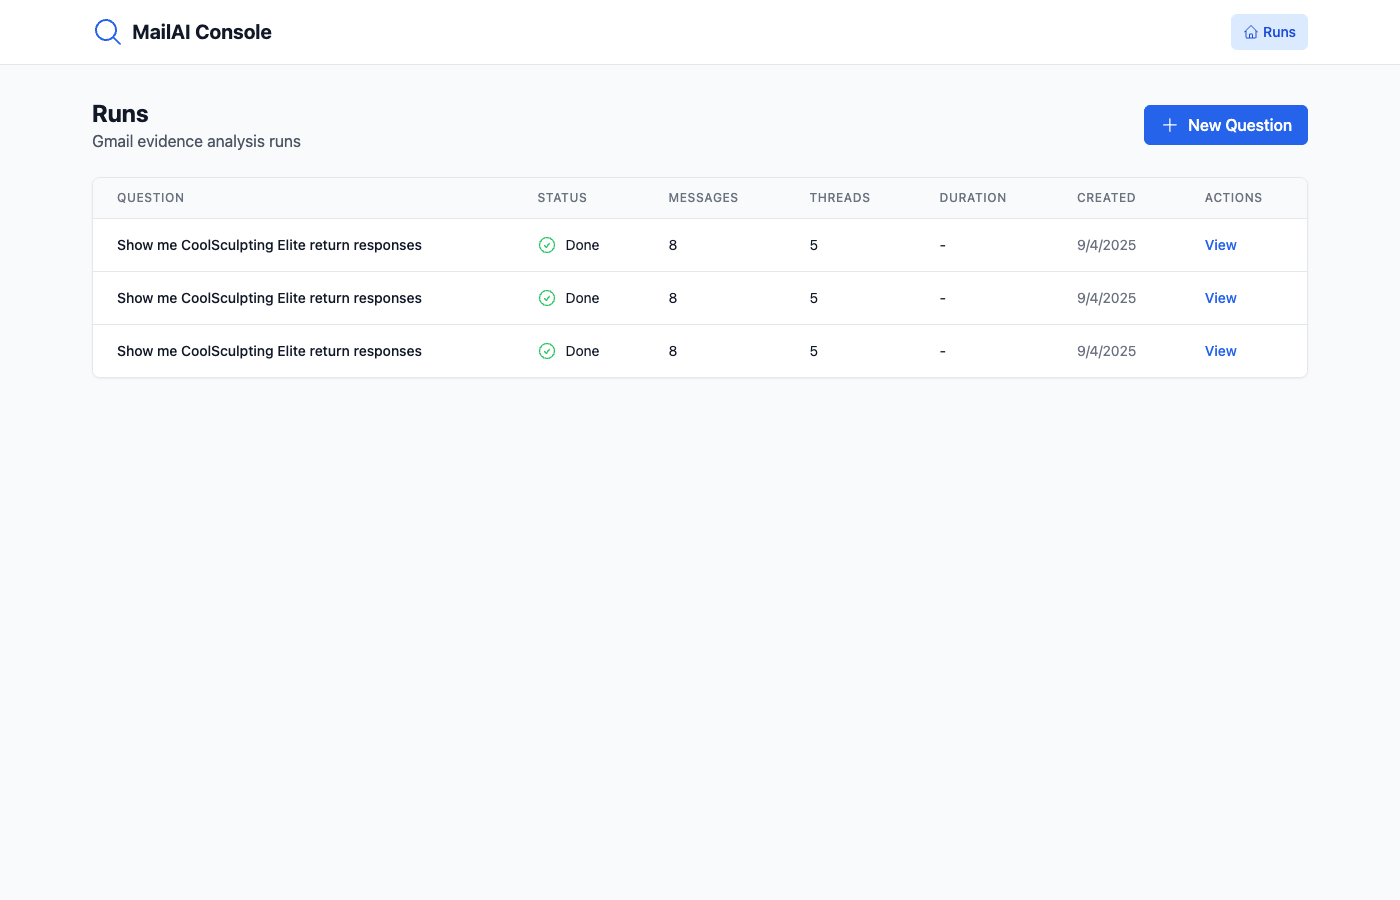 MailAI Console
Runs
Runs
Gmail evidence analysis runs
New Question
QUESTION STATUS MESSAGES THREADS DURATION CREATED ACTIONS
Show me CoolSculpting Elite return responses Done 8 5 - 9/4/2025 View
Show me CoolSculpting Elite return responses Done 8 5 - 9/4/2025 View
Show me CoolSculpting Elite return responses Done 8 5 - 9/4/2025 View